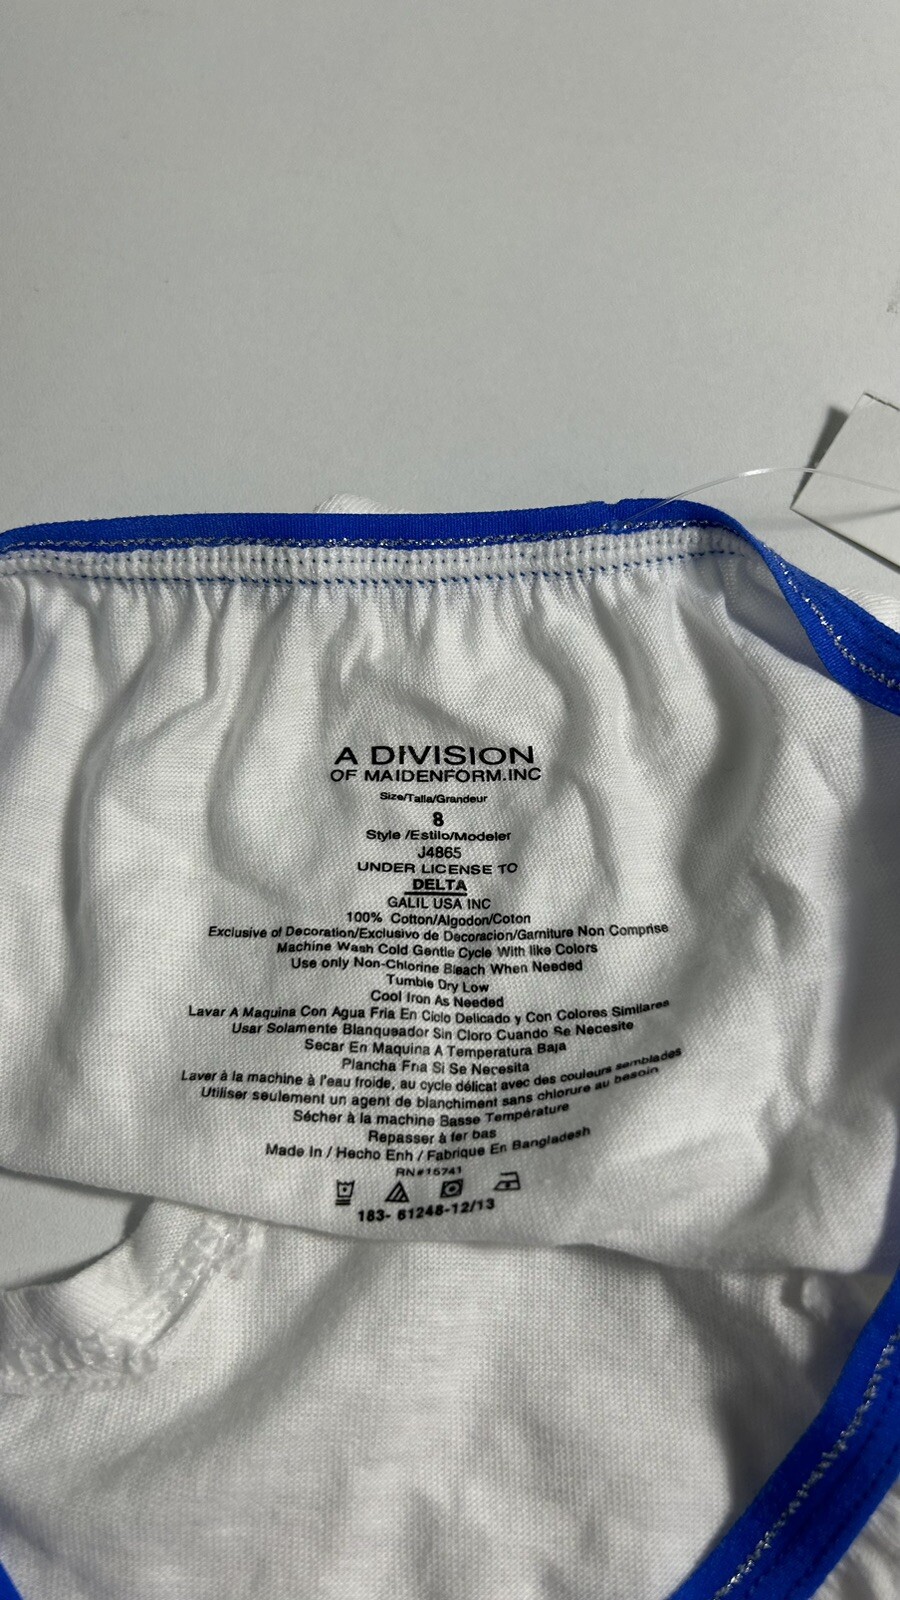 A DIVISION
OF MAIDENFORM.INC
Size/Talla/Grandeur
8
Style /Estilo/Modeler
J4865
UNDER LICENSE TO
DELTA
GALIL USA INC
100% Cotton/Algodon/Coton
Exclusive of Decoration/Exclusivo de Decoracion/Garniture Non Comprise
Machine Wash Cold Gentle Cycle With like Colors
Use only Non-Chlorine Bleach When Needed
Tumble Dry Low
Cool Iron As Needed
Lavar A Maquina Con Agua Fria En Ciclo Delicado y Con Colores Similares
Usar Solamente Blanqueador Sin Cloro Cuando Se Necesite
Secar En Maquina A Temperatura Baja
Plancha Fria Si Se Necesita
Laver à la machine à l'eau froide, au cycle délicat avec des couleurs semblades
Utiliser seulement un agent de blanchiment sans chlorure au besoin
Sécher à la machine Basse Température
Repasser à fer bas
Made In / Hecho Enh / Fabrique En Bangladesh
RN#15741
183- 61248-12/13